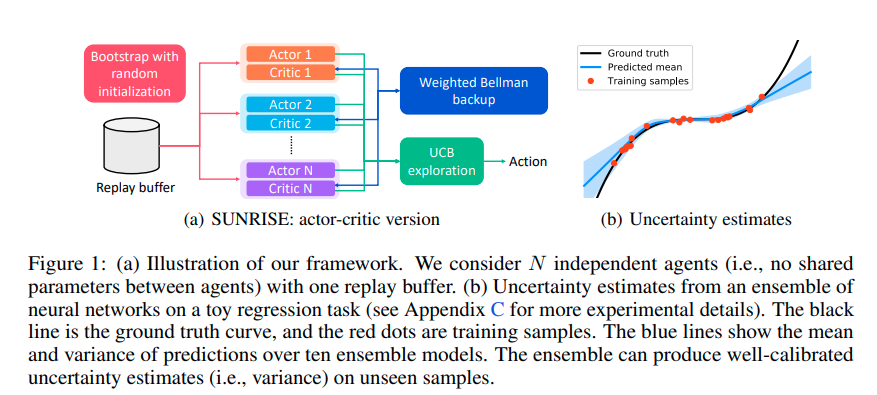 Bootstrap with
random
initialization
Replay buffer
Actor 1
Critic 1
Actor 2
Critic 2
Actor N
Critic N
Weighted Bellman
backup
UCB
exploration
Action
(a) SUNRISE: actor-critic version
Ground truth
Predicted mean
Training samples
(b) Uncertainty estimates
Figure 1: (a) Illustration of our framework. We consider N independent agents (i.e., no shared
parameters between agents) with one replay buffer. (b) Uncertainty estimates from an ensemble of
neural networks on a toy regression task (see Appendix C for more experimental details). The black
line is the ground truth curve, and the red dots are training samples. The blue lines show the mean
and variance of predictions over ten ensemble models. The ensemble can produce well-calibrated
uncertainty estimates (i.e., variance) on unseen samples.